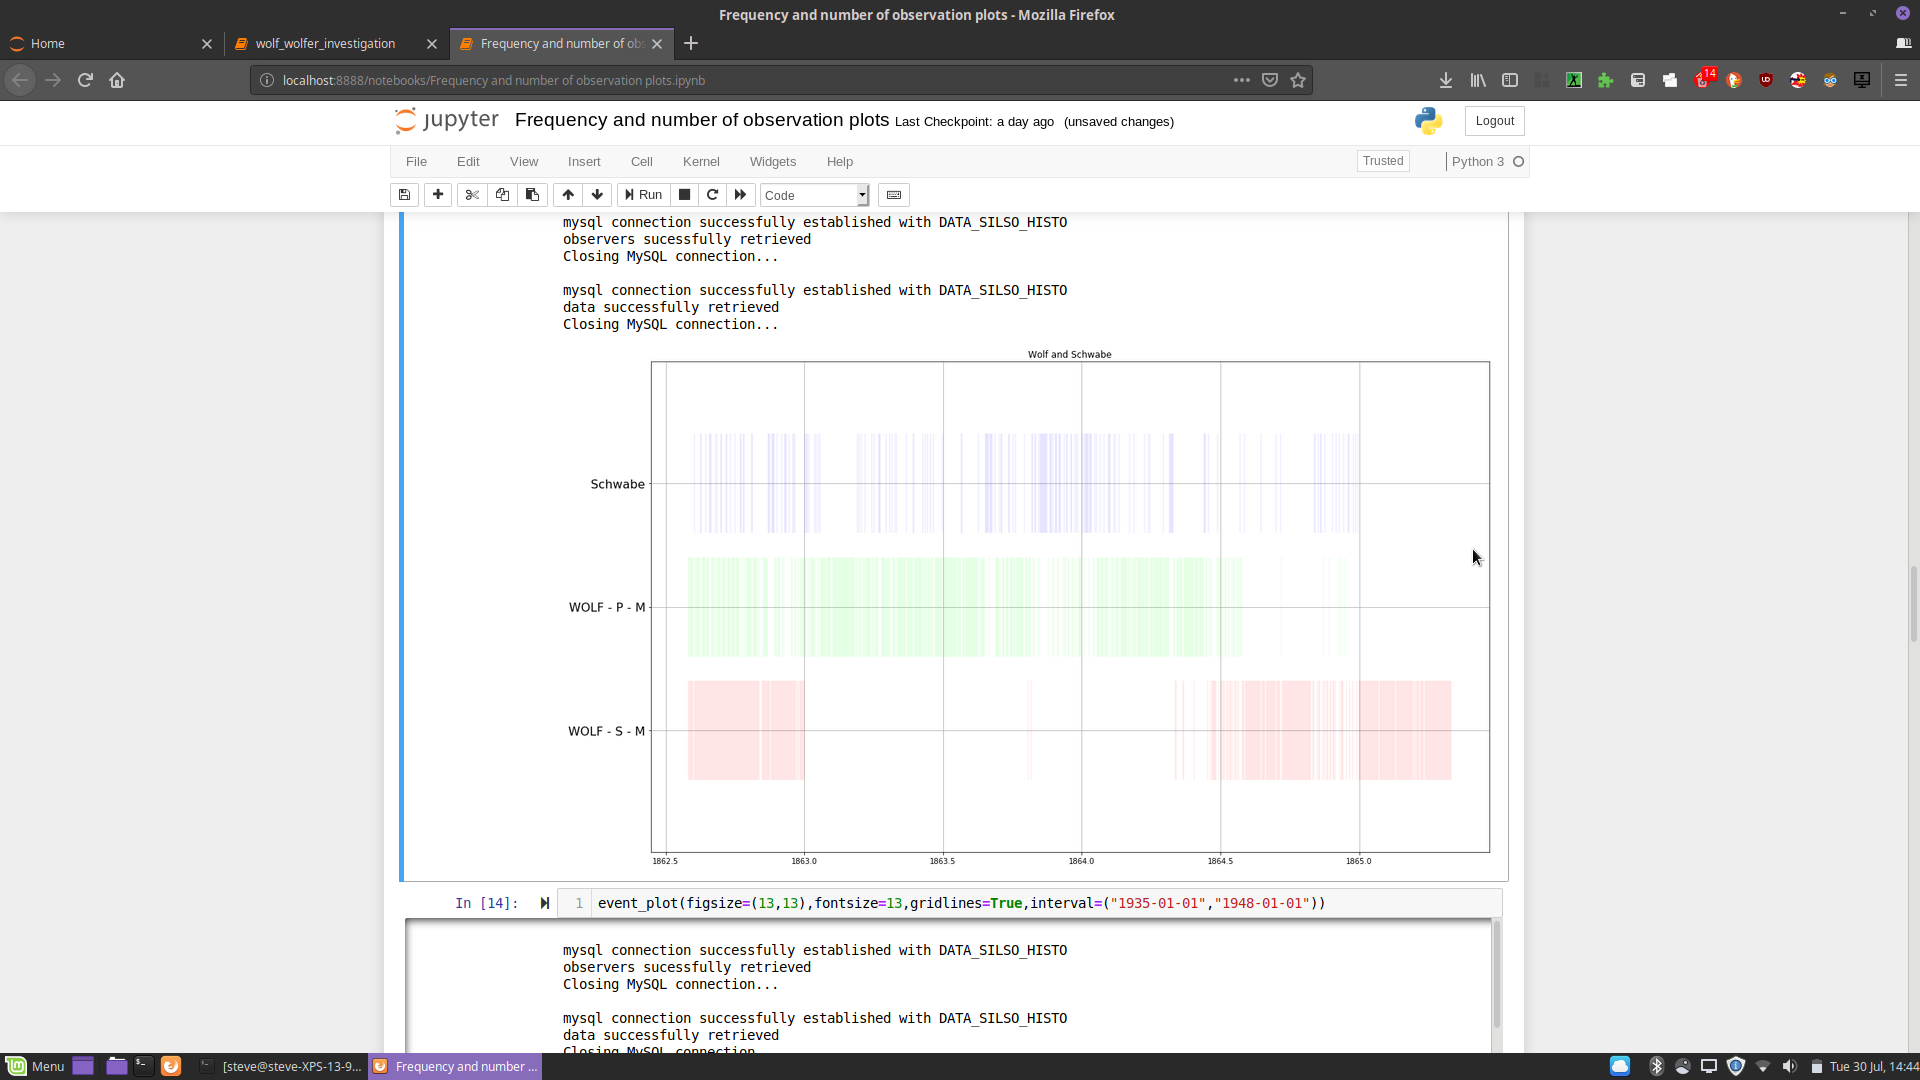 Frequency and number of observation plots - Mozilla Firefox
Home
wolf_wolfer_investigation
Frequency and number of ob
localhost:8888/notebooks/Frequency and number of observation plots.ipynb
14
jupyter Frequency and number of observation plots Last Checkpoint: a day ago (unsaved changes)
Logout
File Edit View Insert Cell Kernel Widgets Help
Trusted Python 3
Run Code
mysql connection successfully established with DATA_SILSO_HISTO
observers sucessfully retrieved
Closing MySQL connection...
mysql connection successfully established with DATA_SILSO_HISTO
data successfully retrieved
Closing MySQL connection...
Wolf and Schwabe
Schwabe
WOLF - P - M
WOLF - S - M
1862.5 1863.0 1863.5 1864.0 1864.5 1865.0
In [14]: 1 event_plot(figsize=(13,13),fontsize=13,gridlines=True,interval=("1935-01-01","1948-01-01"))
mysql connection successfully established with DATA_SILSO_HISTO
observers sucessfully retrieved
Closing MySQL connection...
mysql connection successfully established with DATA_SILSO_HISTO
data successfully retrieved
Closing MySQL connection
Menu [steve@steve-XPS-13-9... Frequency and number ... Tue 30 Jul, 14:44